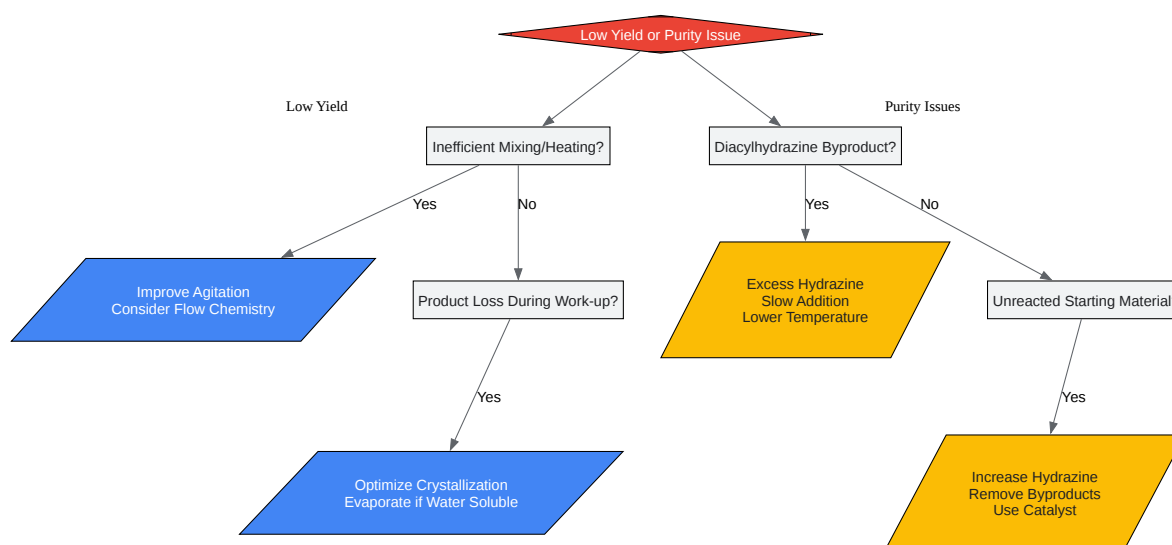 Low Yield or Purity Issue
Low Yield
Purity Issues
Inefficient Mixing/Heating?
Diacylhydrazine Byproduct?
Yes
No
Yes
No
Improve Agitation
Consider Flow Chemistry
Product Loss During Work-up?
Excess Hydrazine
Slow Addition
Lower Temperature
Unreacted Starting Material
Yes
Yes
Optimize Crystallization
Evaporate if Water Soluble
Increase Hydrazine
Remove Byproducts
Use Catalyst